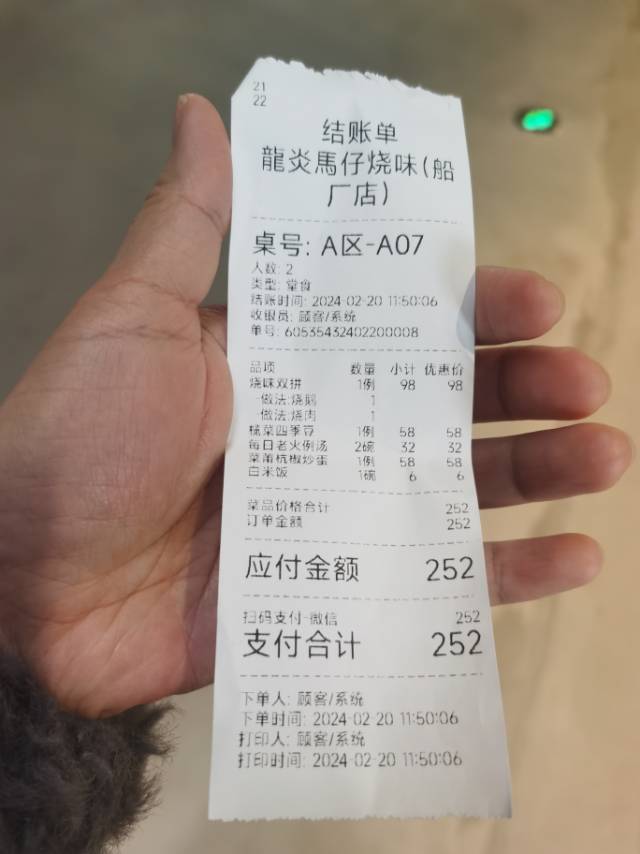 21
22
结账单
龍炎馬仔烧味(船
厂店)
桌号: A区-A07
人数: 2
类型: 堂食
结账时间: 2024-02-20 11:50:06
收银员: 顾客/系统
单号: 60535432402200008
品项 数量 小计 优惠价
烧味双拼 1例 98 98
-做法:烧鹅 1
-做法:烧肉 1
榄菜四季豆 1例 58 58
每日老火例汤 2碗 32 32
菜莆杭椒炒蛋 1例 58 58
白米饭 1碗 6 6
菜品价格合计 252
订单金额 252
应付金额 252
扫码支付-微信 252
支付合计 252
下单人: 顾客/系统
下单时间: 2024-02-20 11:50:06
打印人: 顾客/系统
打印时间: 2024-02-20 11:50:06